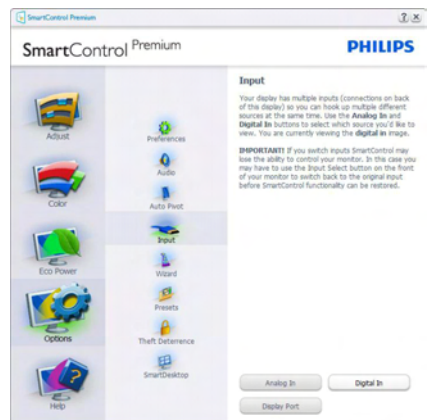 SmartControl Premium
SmartControl Premium
PHILIPS
Adjust
Color
Eco Power
Options
Help
Preferences
Audio
Auto Pivot
Input
Wizard
Presets
Theft Deterrence
SmartDesktop
Input
Your display has multiple inputs (connections on back
of this display) so you can hook up multiple different
sources at the same time. Use the Analog In and
Digital In buttons to select which source you'd like to
view. You are currently viewing the digital in image.
IMPORTANT! If you switch inputs SmartControl may
lose the ability to control your monitor. In this case you
may have to use the Input Select button on the front
of your monitor to switch back to the original input
before SmartControl functionality can be restored.
Analog In
Digital In
Display Port